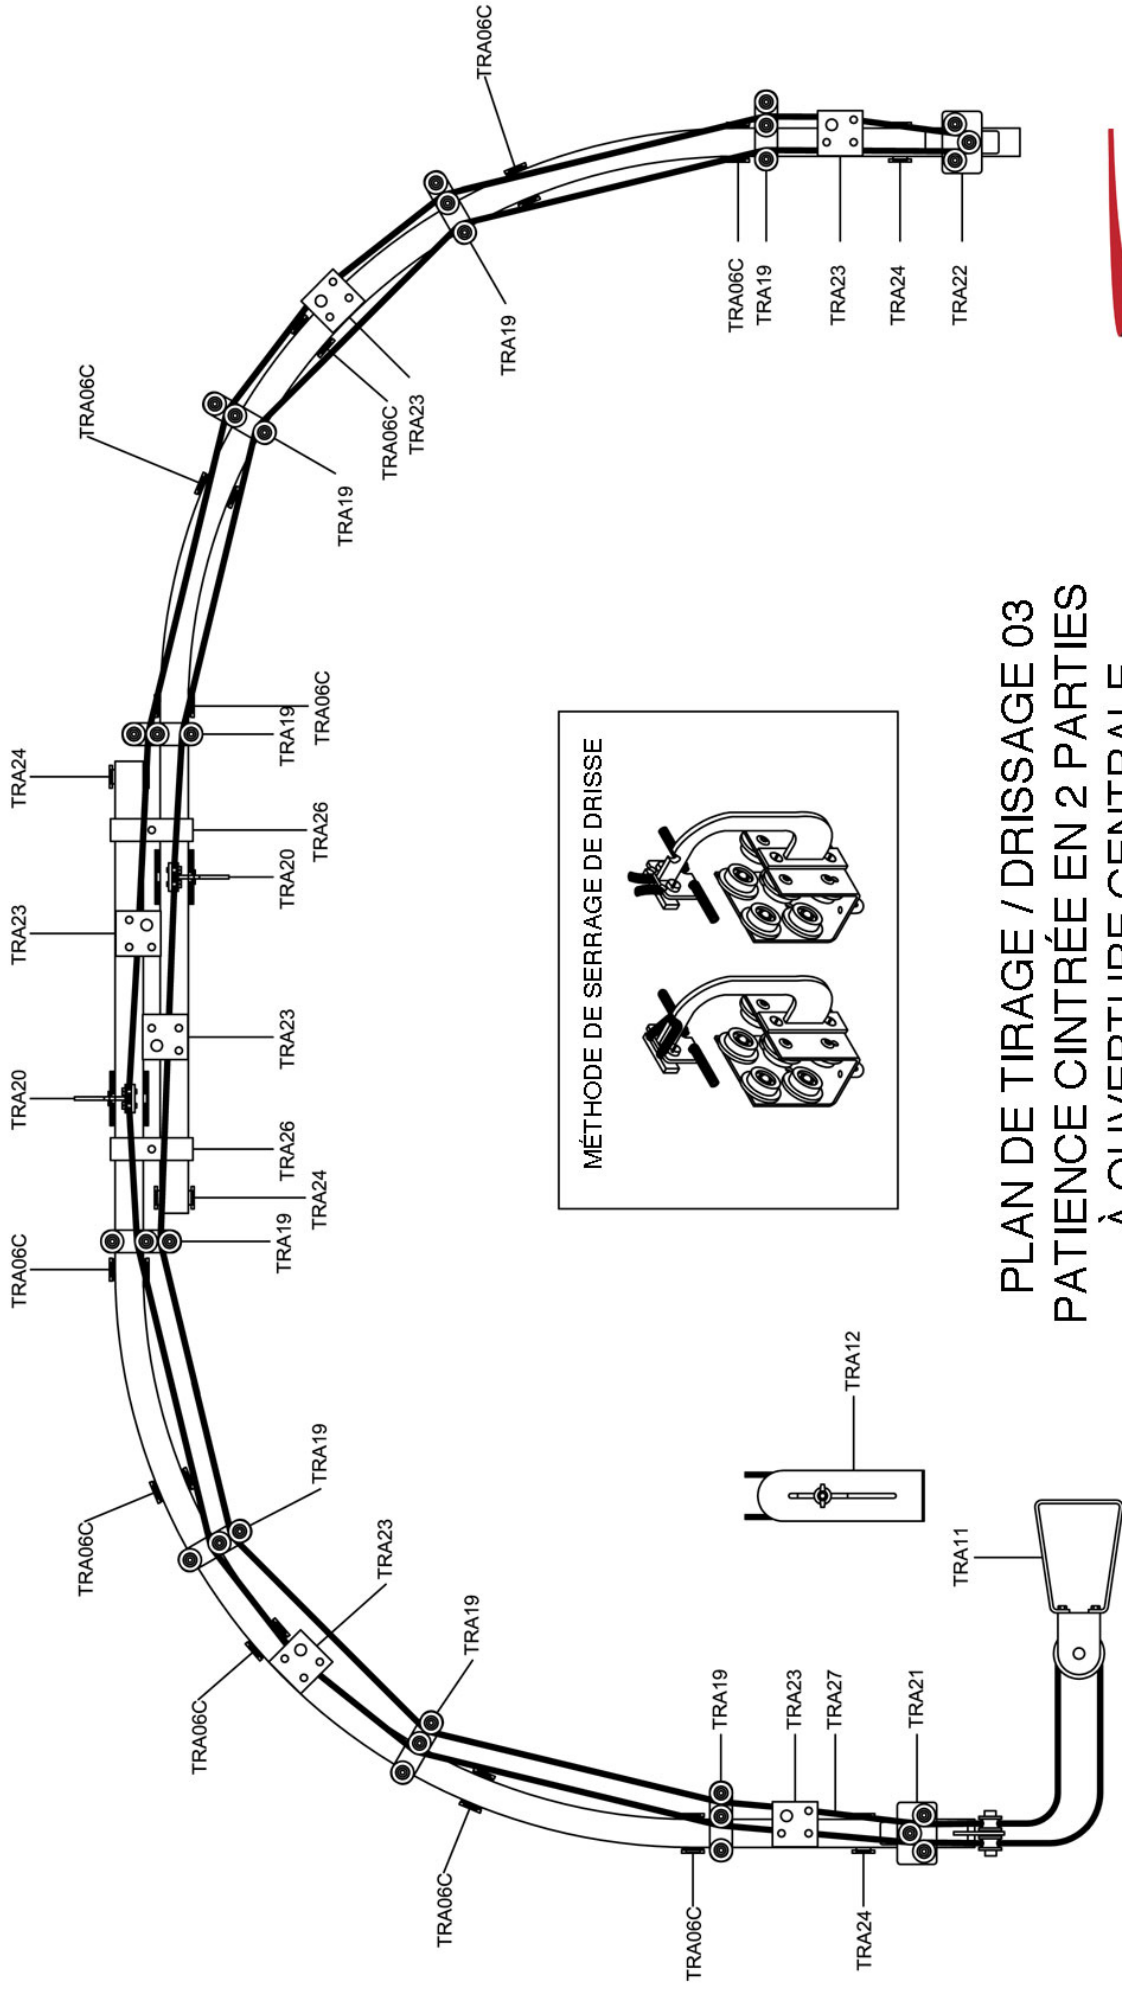 TRA06C
TRA20
TRA23
TRA24
TRA06C
TRA06C
TRA06C
TRA19
TRA26
TRA23
TRA20
TRA19
TRA19
TRA24
TRA26
TRA06C
TRA19
TRA23
TRA06C
TRA23
TRA06C
TRA19
TRA06C
TRA19
MÉTHODE DE SERRAGE DE DRISSE
TRA06C
TRA19
TRA06C
TRA19
TRA23
TRA27
TRA23
TRA24
TRA12
TRA24
TRA21
TRA11
TRA22
PLAN DE TIRAGE / DRISSAGE 03
PATIENCE CINTRÉE EN 2 PARTIES
À OUVERTURE CENTRALE